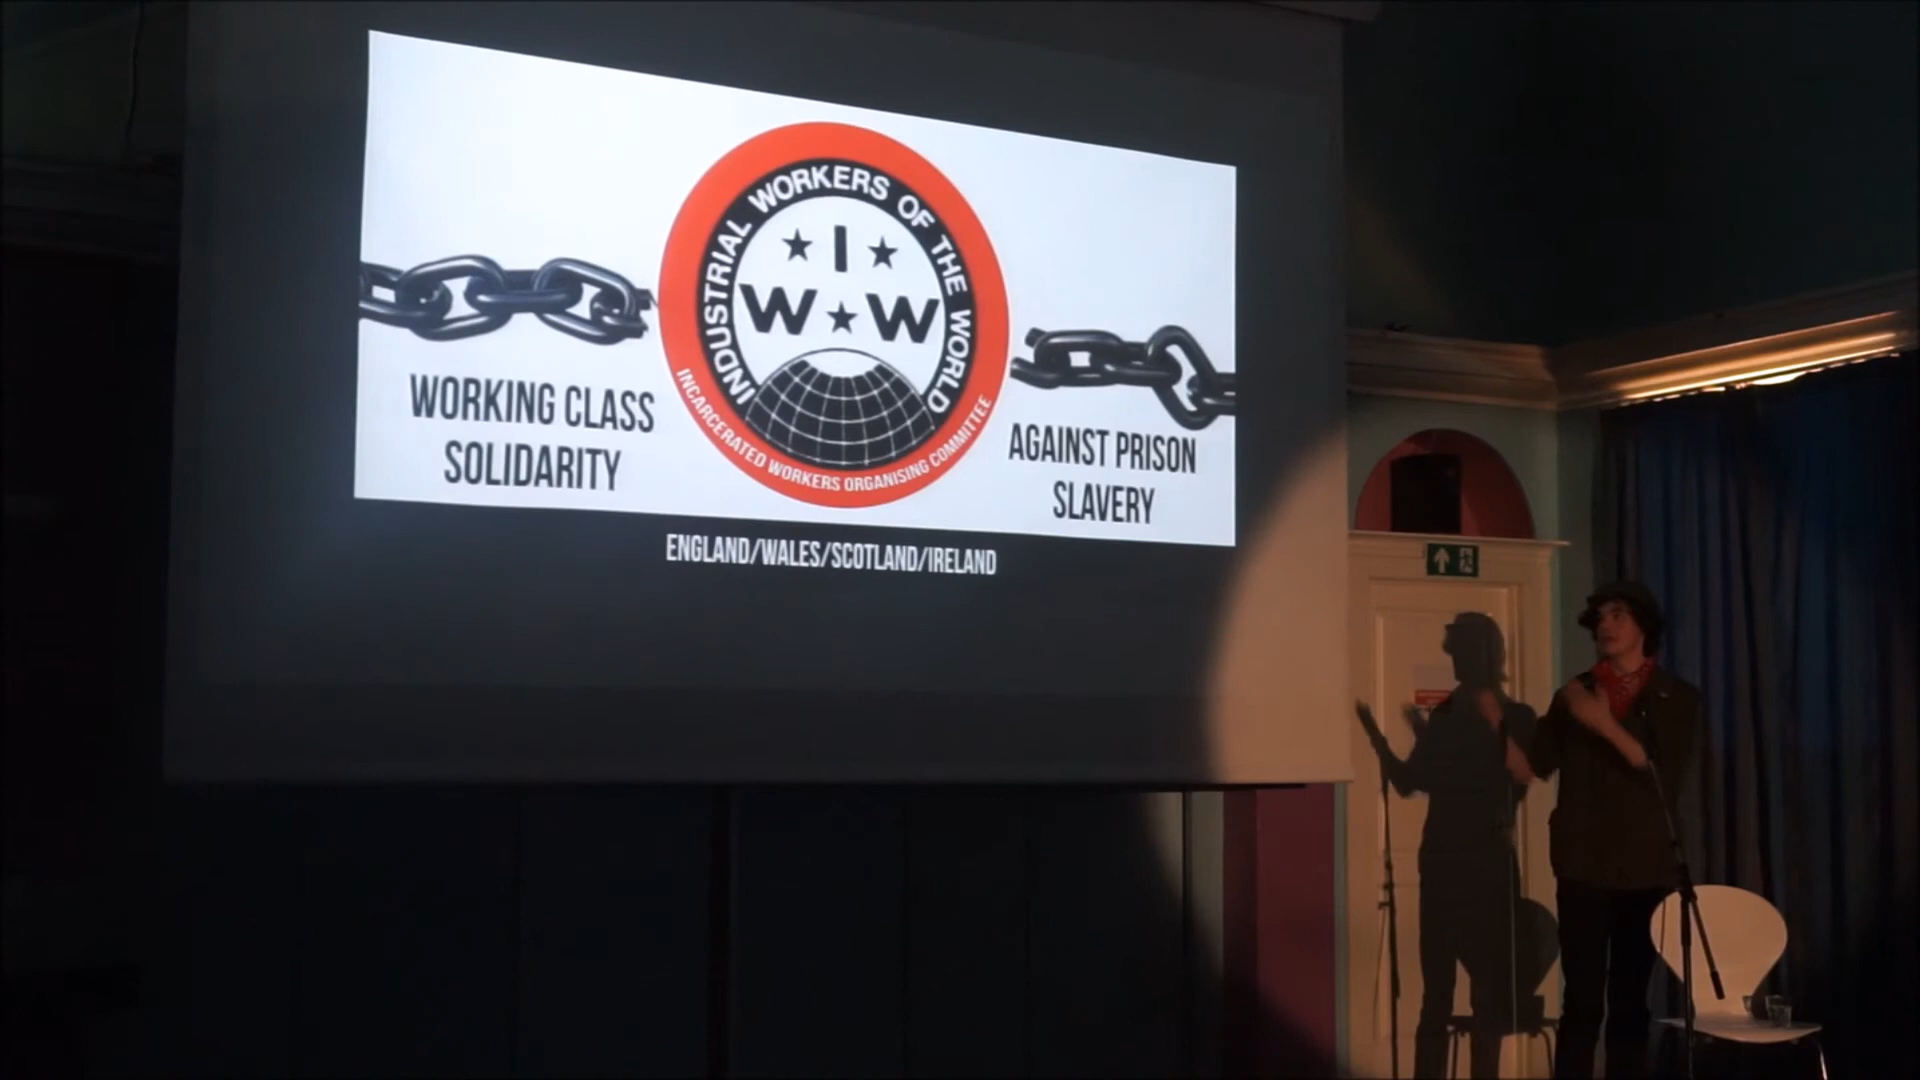 INDUSTRIAL WORKERS OF THE WORLD
I
W W
INCARCERATED WORKERS ORGANISING COMMITTEE
WORKING CLASS
SOLIDARITY
AGAINST PRISON
SLAVERY
ENGLAND/WALES/SCOTLAND/IRELAND